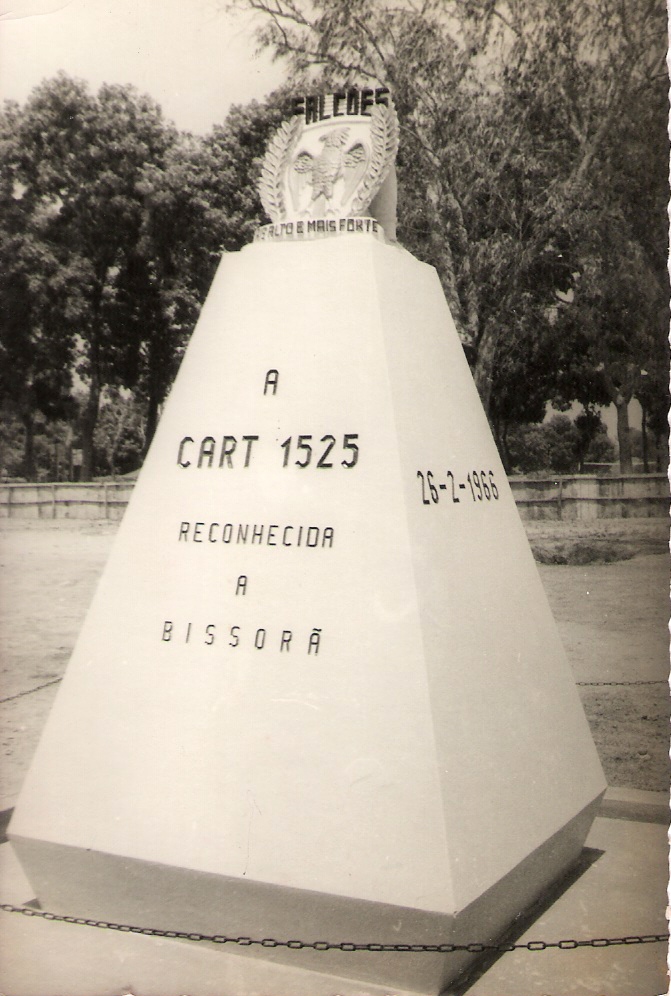 FALCÕES
ALTO E MAIS FORTE
A
CART 1525
RECONHECIDA
A
BISSORÃ
26-2-1966